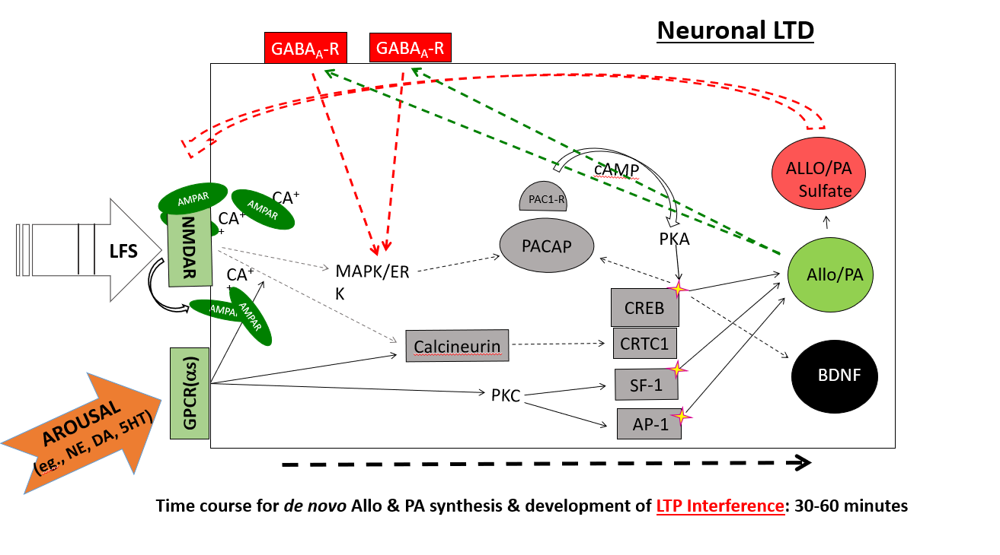 Neuronal LTD
GABAA-R
GABAA-R
cAMP
ALLO/PA
Sulfate
AMPAR
AMPAR
CA+
CA+
+
PAC1-R
NMDAR
LFS
PACAP
PKA
MAPK/ER
K
CA+
+
Allo/PA
AMPAR
AMPAR
CREB
Calcineurin
CRTC1
GPCR(αs)
BDNF
SF-1
PKC
AP-1
AROUSAL
(eg., NE, DA, 5HT)
Time course for de novo Allo & PA synthesis & development of LTP Interference: 30-60 minutes